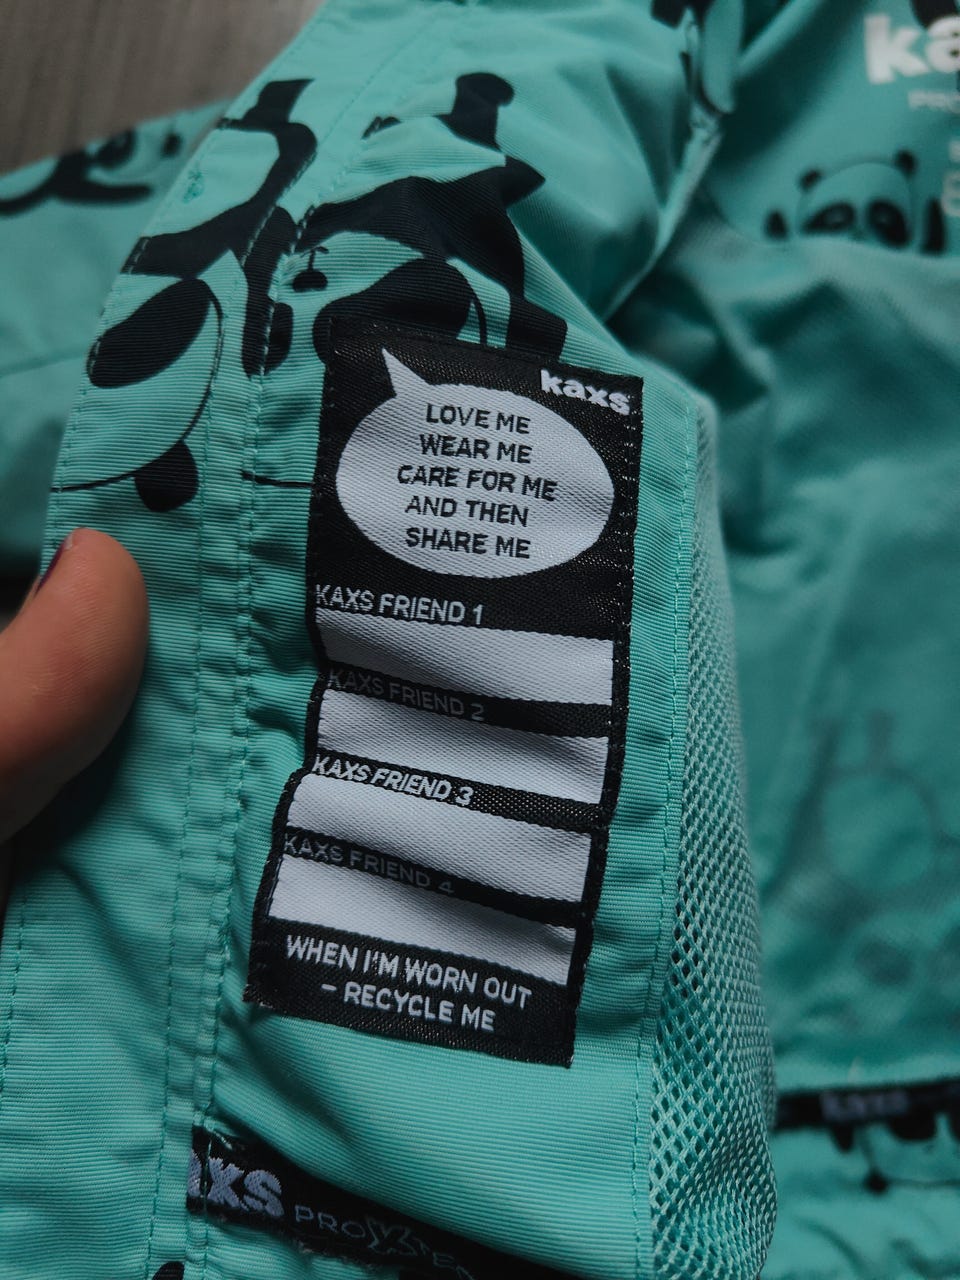 kaxs
LOVE ME
WEAR ME
CARE FOR ME
AND THEN
SHARE ME
KAXS FRIEND 1
KAXS FRIEND 2
KAXS FRIEND 3
KAXS FRIEND 4
WHEN I'M WORN OUT
– RECYCLE ME